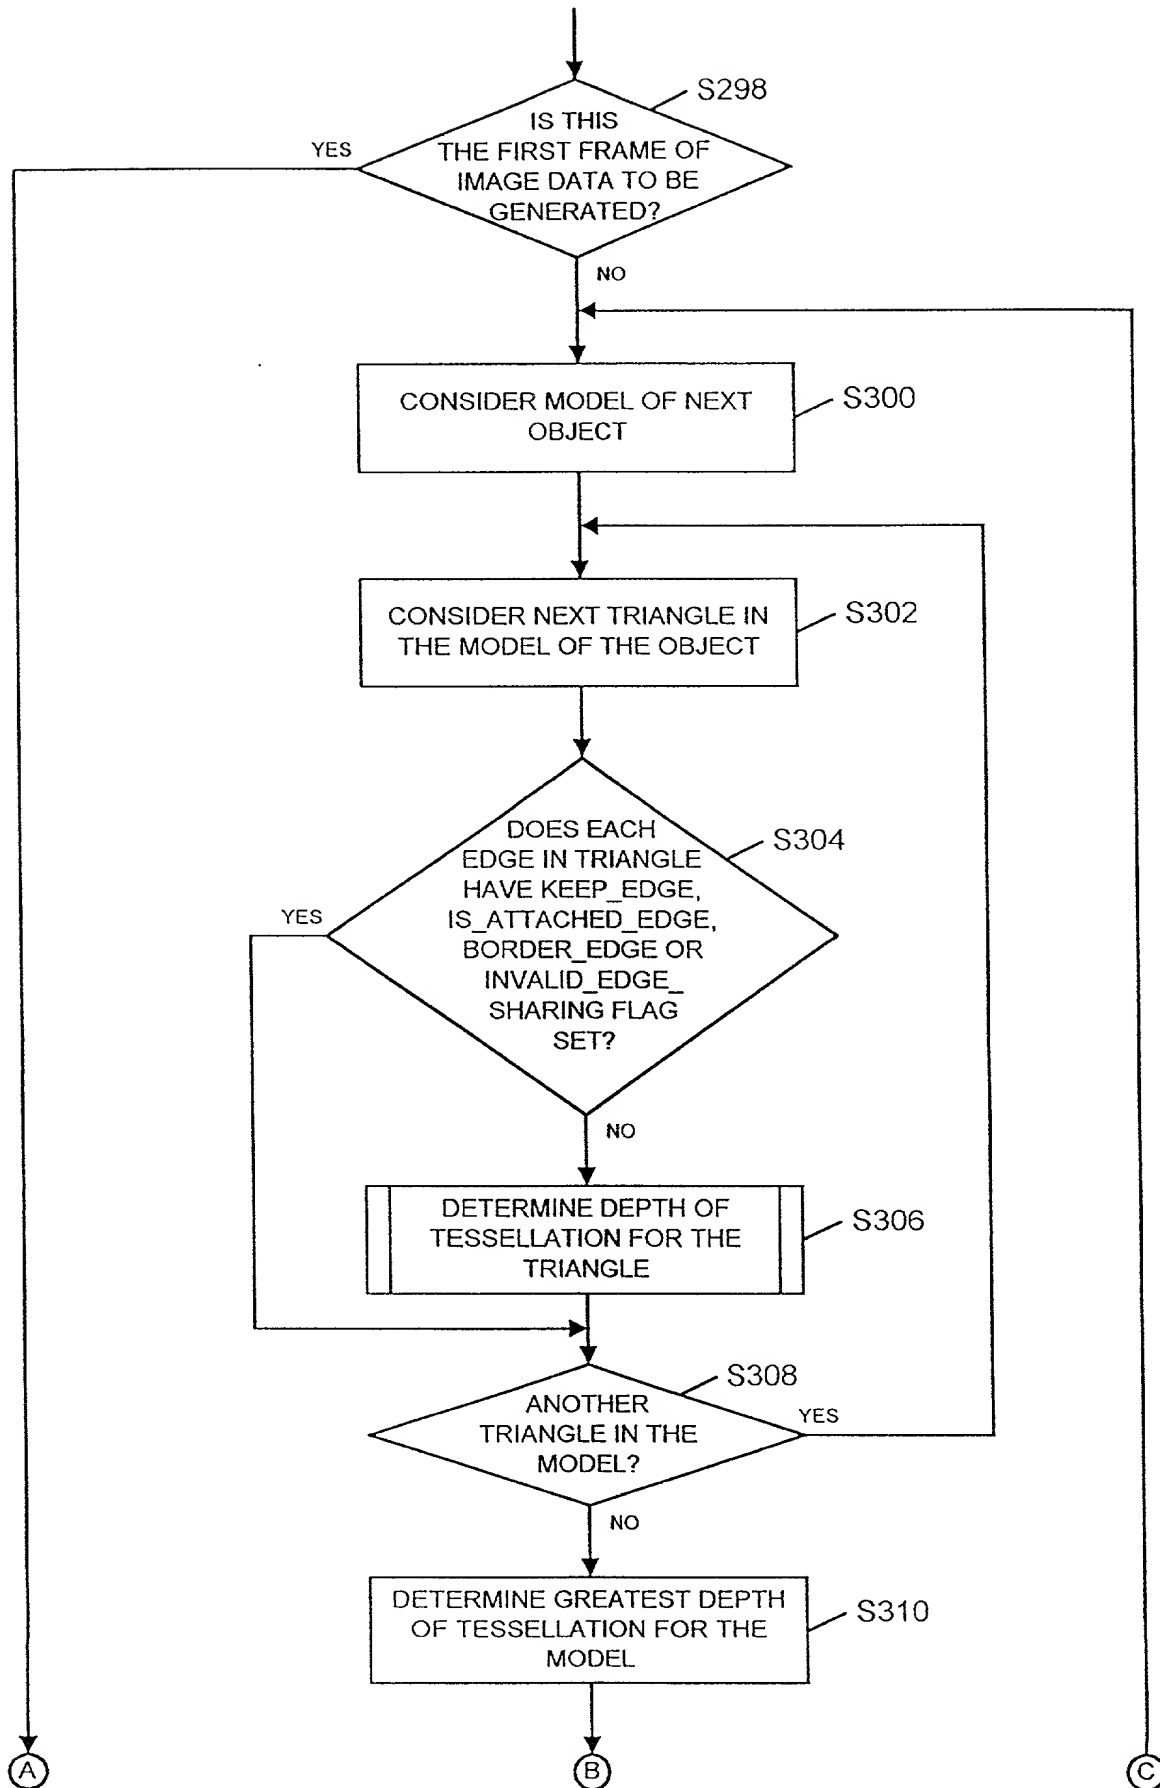 S298
IS THIS
THE FIRST FRAME OF
IMAGE DATA TO BE
GENERATED?
YES
NO
CONSIDER MODEL OF NEXT
OBJECT
S300
CONSIDER NEXT TRIANGLE IN
THE MODEL OF THE OBJECT
S302
DOES EACH
EDGE IN TRIANGLE
HAVE KEEP_EDGE,
IS_ATTACHED_EDGE,
BORDER_EDGE OR
INVALID_EDGE_
SHARING FLAG
SET?
S304
YES
NO
DETERMINE DEPTH OF
TESSELLATION FOR THE
TRIANGLE
S306
S308
ANOTHER
TRIANGLE IN THE
MODEL?
YES
NO
DETERMINE GREATEST DEPTH
OF TESSELLATION FOR THE
MODEL
S310
A
B
C